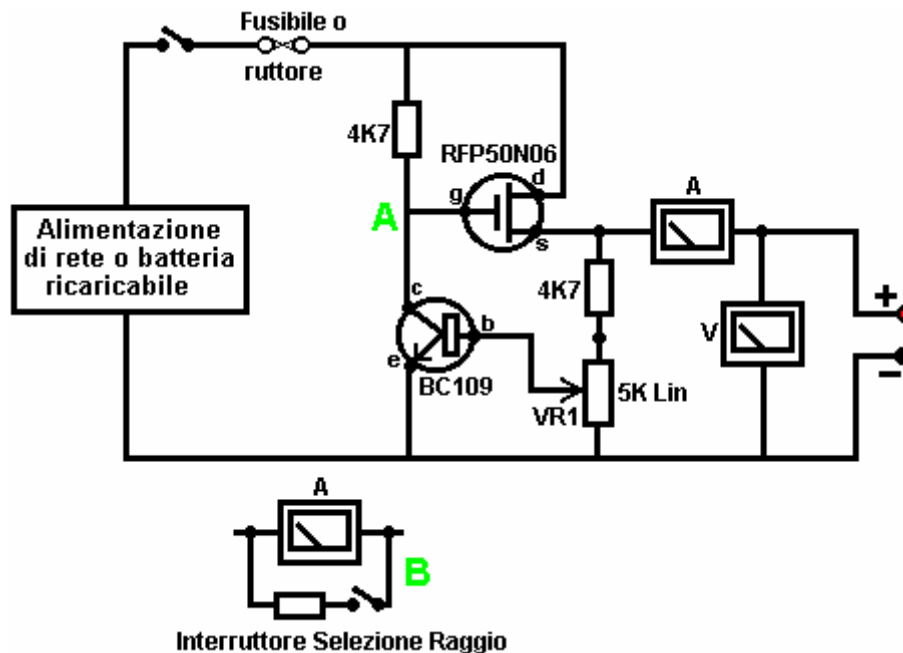 Fusibile o
ruttore
4K7
RFP50N06
d
g
s
A
A
Alimentazione
di rete o batteria
ricaricabile
4K7
c
b
e
BC109
VR1
5K Lin
V
+
−
A
B
Interruttore Selezione Raggio